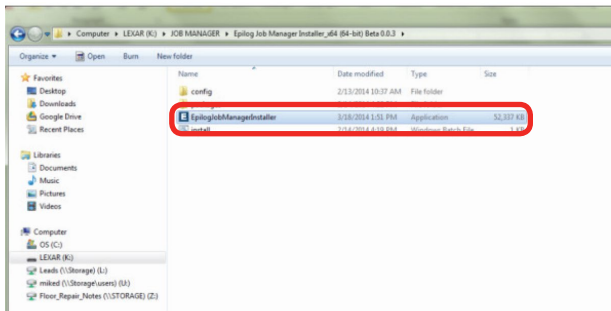 Computer ▸ LEXAR (K:) ▸ JOB MANAGER ▸ Epilog Job Manager Installer_x64 (64-bit) Beta 0.0.3 ▸
Organize Open Burn New folder
Name Date modified Type Size
Favorites
Desktop
Downloads
Google Drive
Recent Places
Libraries
Documents
Music
Pictures
Videos
Computer
OS (C:)
LEXAR (K:)
Leads (\\Storage) (L:)
miked (\\Storage\users) (U:)
Floor_Repair_Notes (\\STORAGE) (Z:)
config 2/13/2014 10:37 AM File folder
EpilogJobManagerInstaller 3/18/2014 1:51 PM Application 52,337 KB
install 2/14/2014 4:19 PM Windows Batch File 1 KB